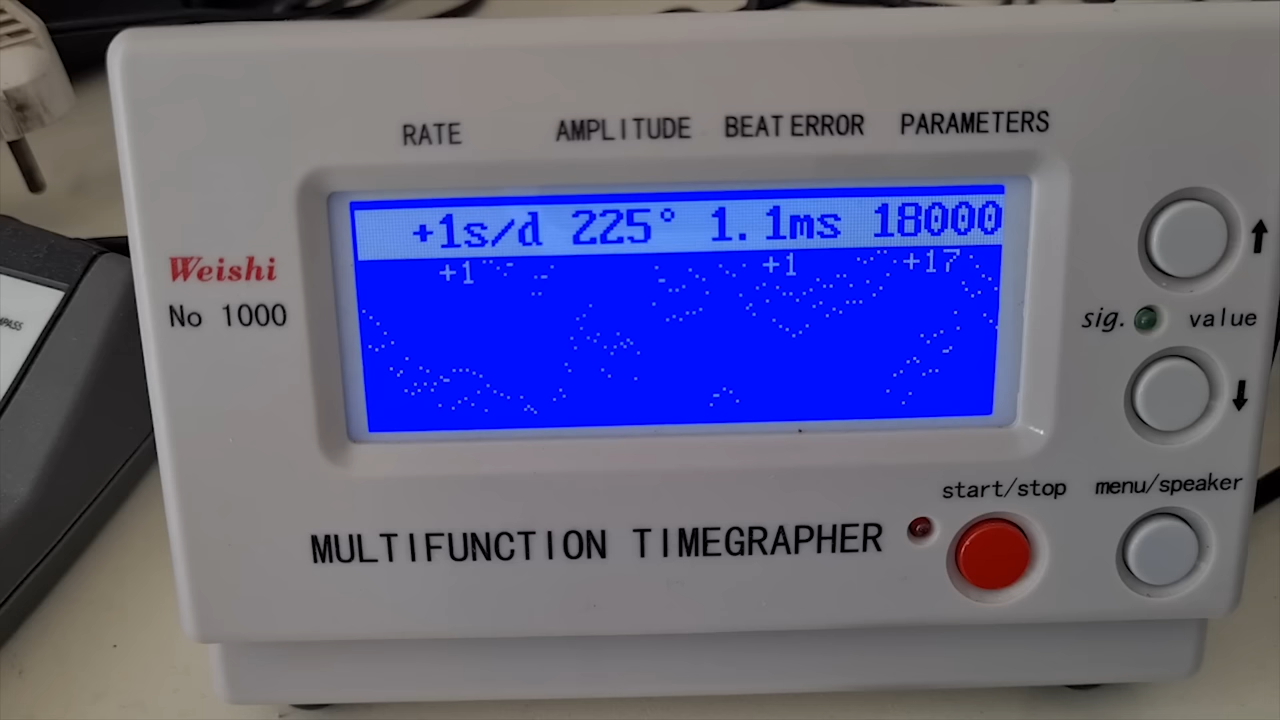 RATE AMPLITUDE BEAT ERROR PARAMETERS
+1s/d 225° 1.1ms 18000
+1 +1 +17
Weishi
No 1000
sig. value
start/stop menu/speaker
MULTIFUNCTION TIMEGRAPHER